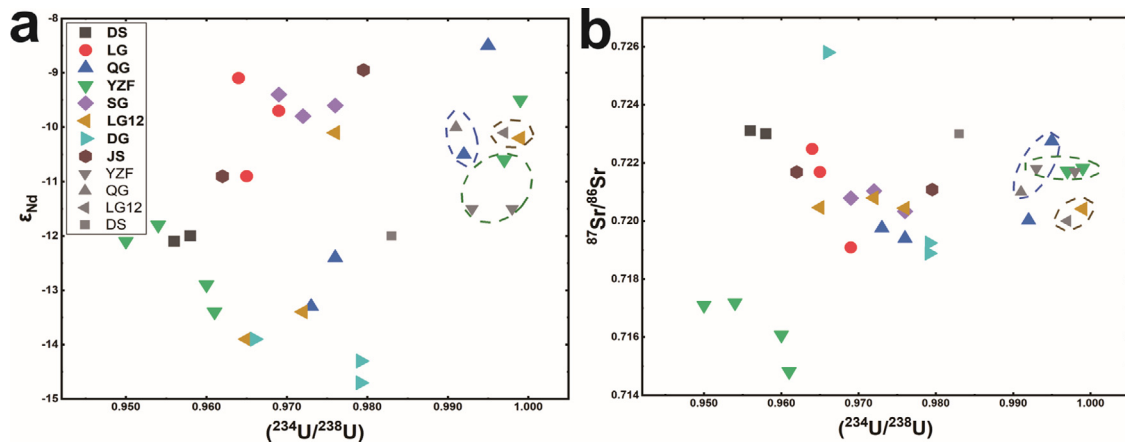 a
-8
-9
-10
-11
-12
-13
-14
-15
εNd
DS
LG
QG
YZF
SG
LG12
DG
JS
YZF
QG
LG12
DS
0.950
0.960
0.970
0.980
0.990
1.000
(²³⁴U/²³⁸U)
b
0.726
0.724
0.722
0.720
0.718
0.716
0.714
⁸⁷Sr/⁸⁶Sr
0.950
0.960
0.970
0.980
0.990
1.000
(²³⁴U/²³⁸U)